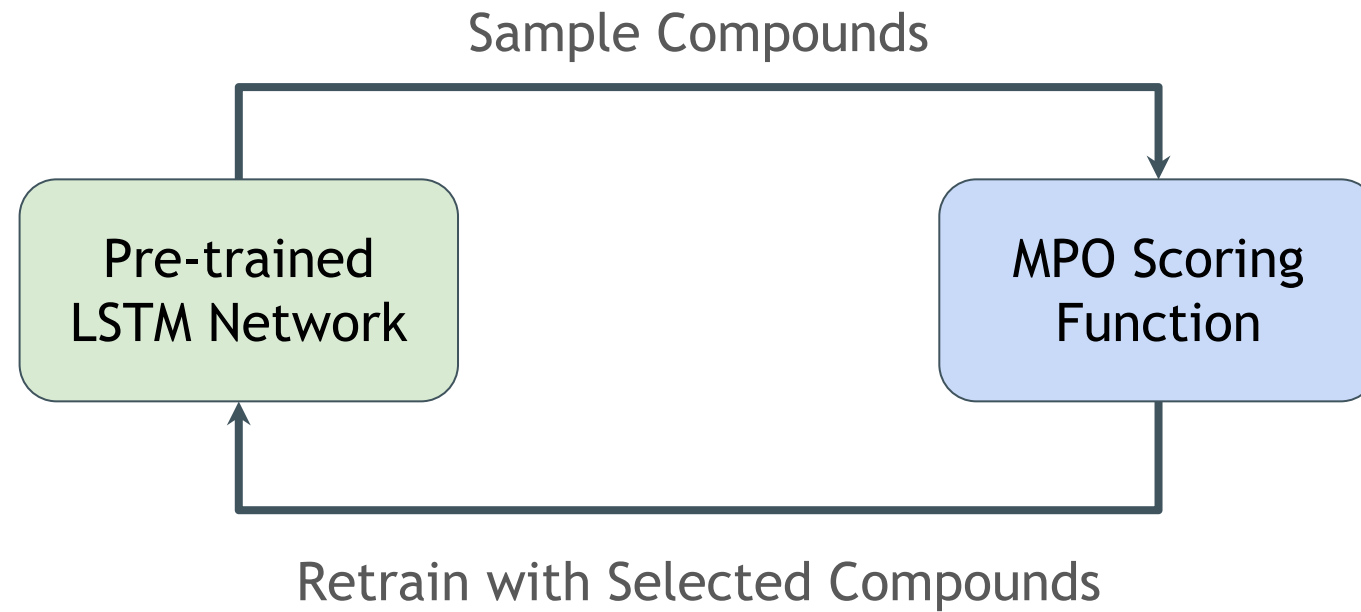 Sample Compounds
Pre-trained
LSTM Network
MPO Scoring
Function
Retrain with Selected Compounds